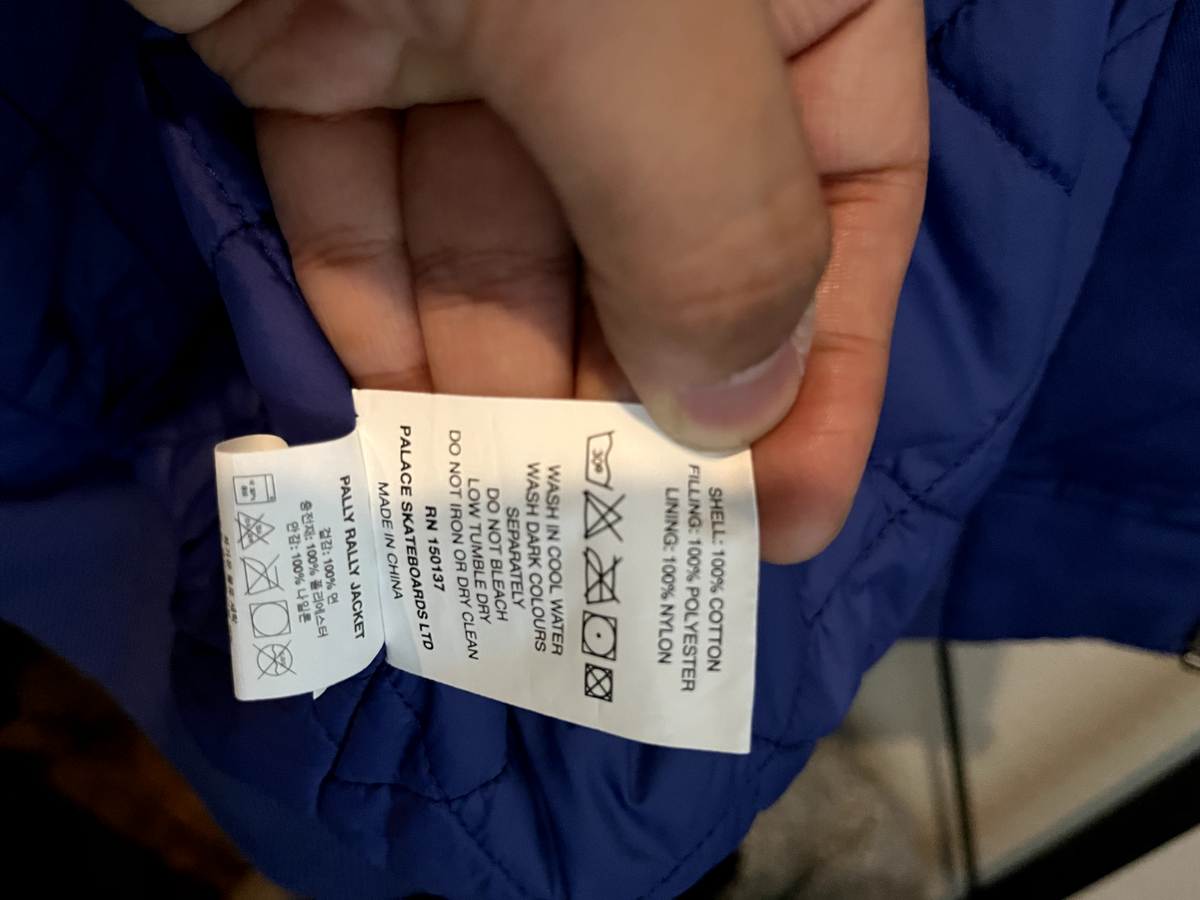 SHELL: 100% COTTON
FILLING: 100% POLYESTER
LINING: 100% NYLON
30°
WASH IN COOL WATER
WASH DARK COLOURS
SEPARATELY
DO NOT BLEACH
LOW TUMBLE DRY
DO NOT IRON OR DRY CLEAN
RN 150137
PALACE SKATEBOARDS LTD
MADE IN CHINA
PALLY RALLY JACKET
겉감: 100% 면
충전재: 100% 폴리에스터
안감: 100% 나일론